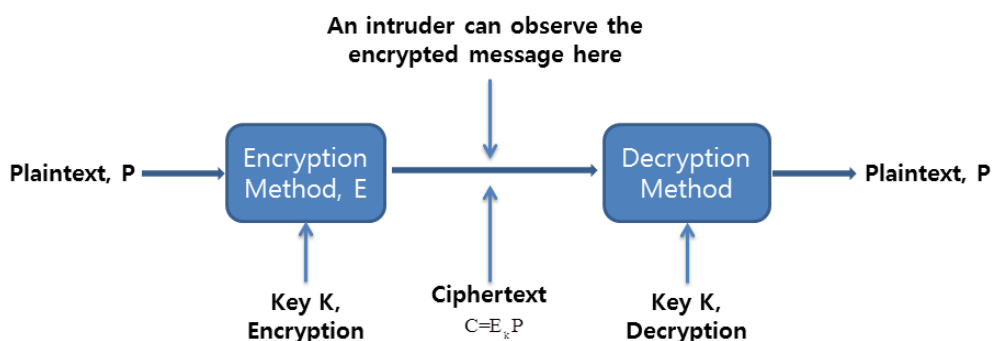 An intruder can observe the
encrypted message here
Plaintext, P
Encryption
Method, E
Decryption
Method
Plaintext, P
Key K,
Encryption
Ciphertext
C=EₖP
Key K,
Decryption